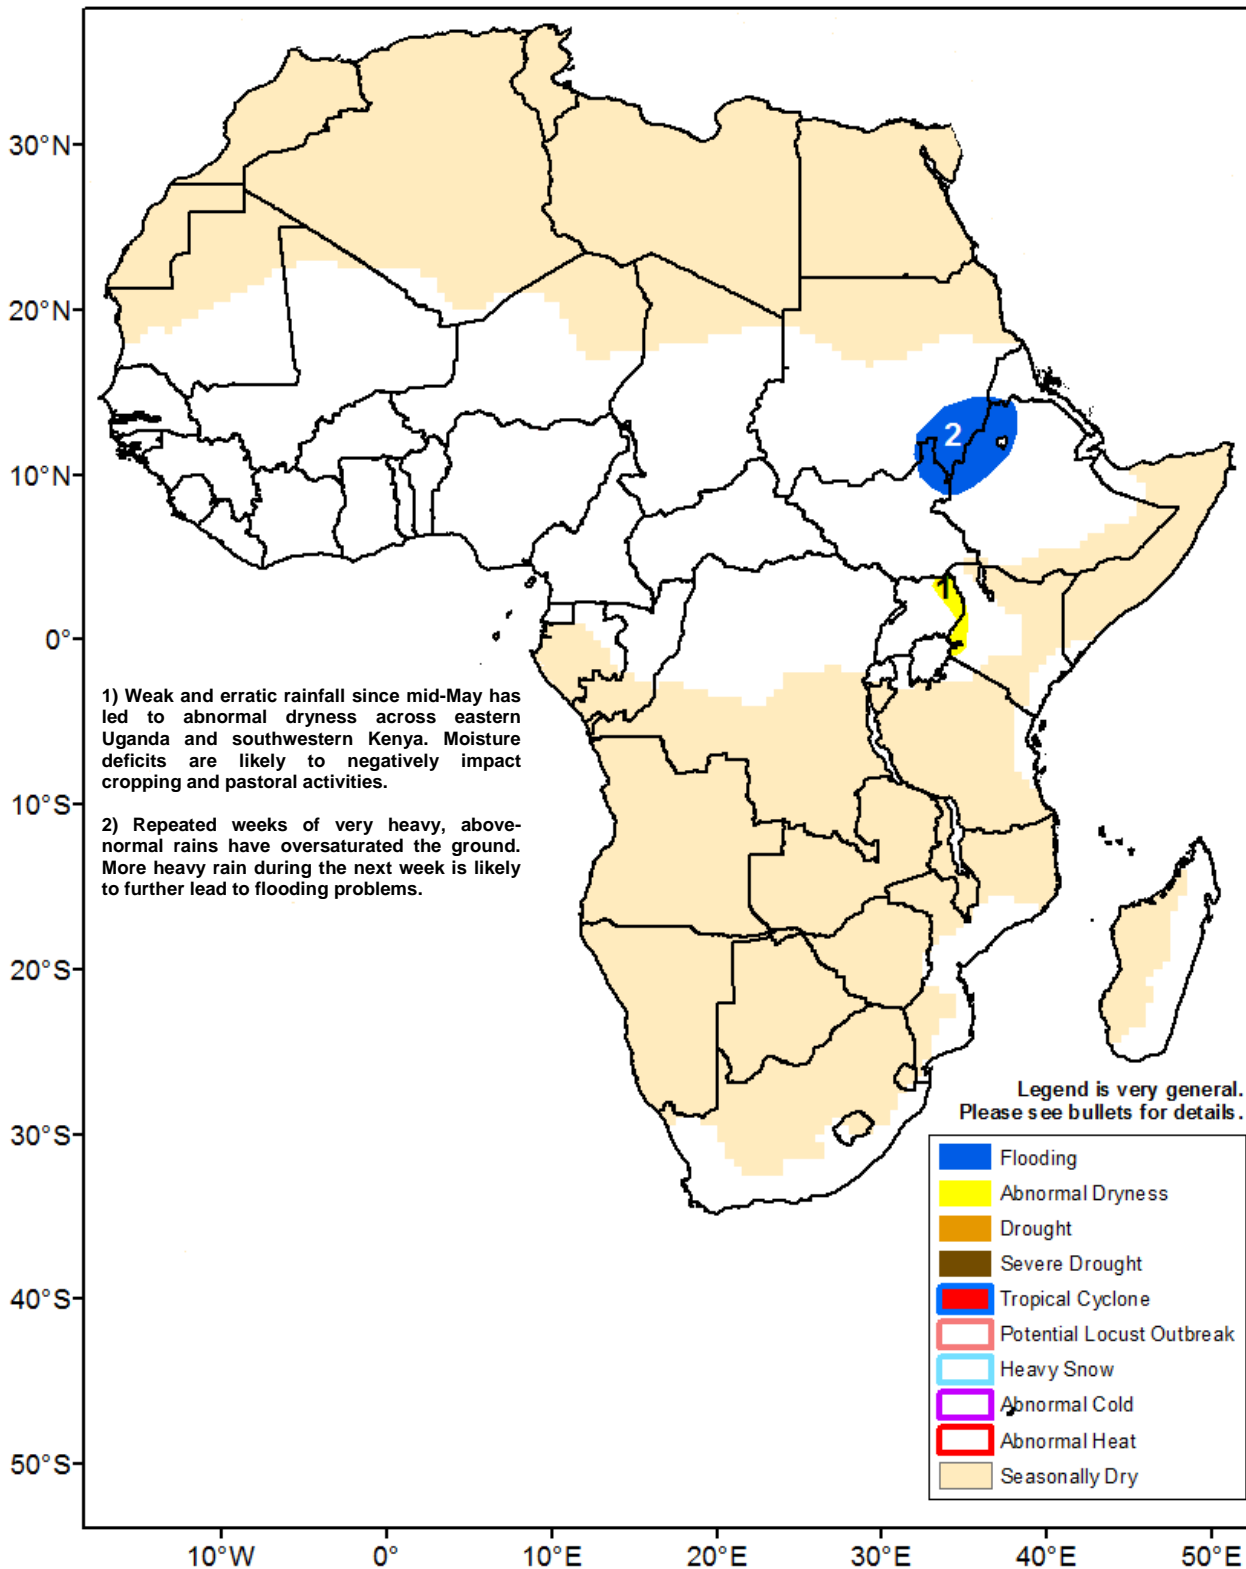 30°N
20°N
10°N
0°
10°S
20°S
30°S
40°S
50°S
2
1
1) Weak and erratic rainfall since mid-May has
led to abnormal dryness across eastern
Uganda and southwestern Kenya. Moisture
deficits are likely to negatively impact
cropping and pastoral activities.
2) Repeated weeks of very heavy, above-
normal rains have oversaturated the ground.
More heavy rain during the next week is likely
to further lead to flooding problems.
Legend is very general.
Please see bullets for details.
Flooding
Abnormal Dryness
Drought
Severe Drought
Tropical Cyclone
Potential Locust Outbreak
Heavy Snow
Abnormal Cold
Abnormal Heat
Seasonally Dry
10°W
0°
10°E
20°E
30°E
40°E
50°E